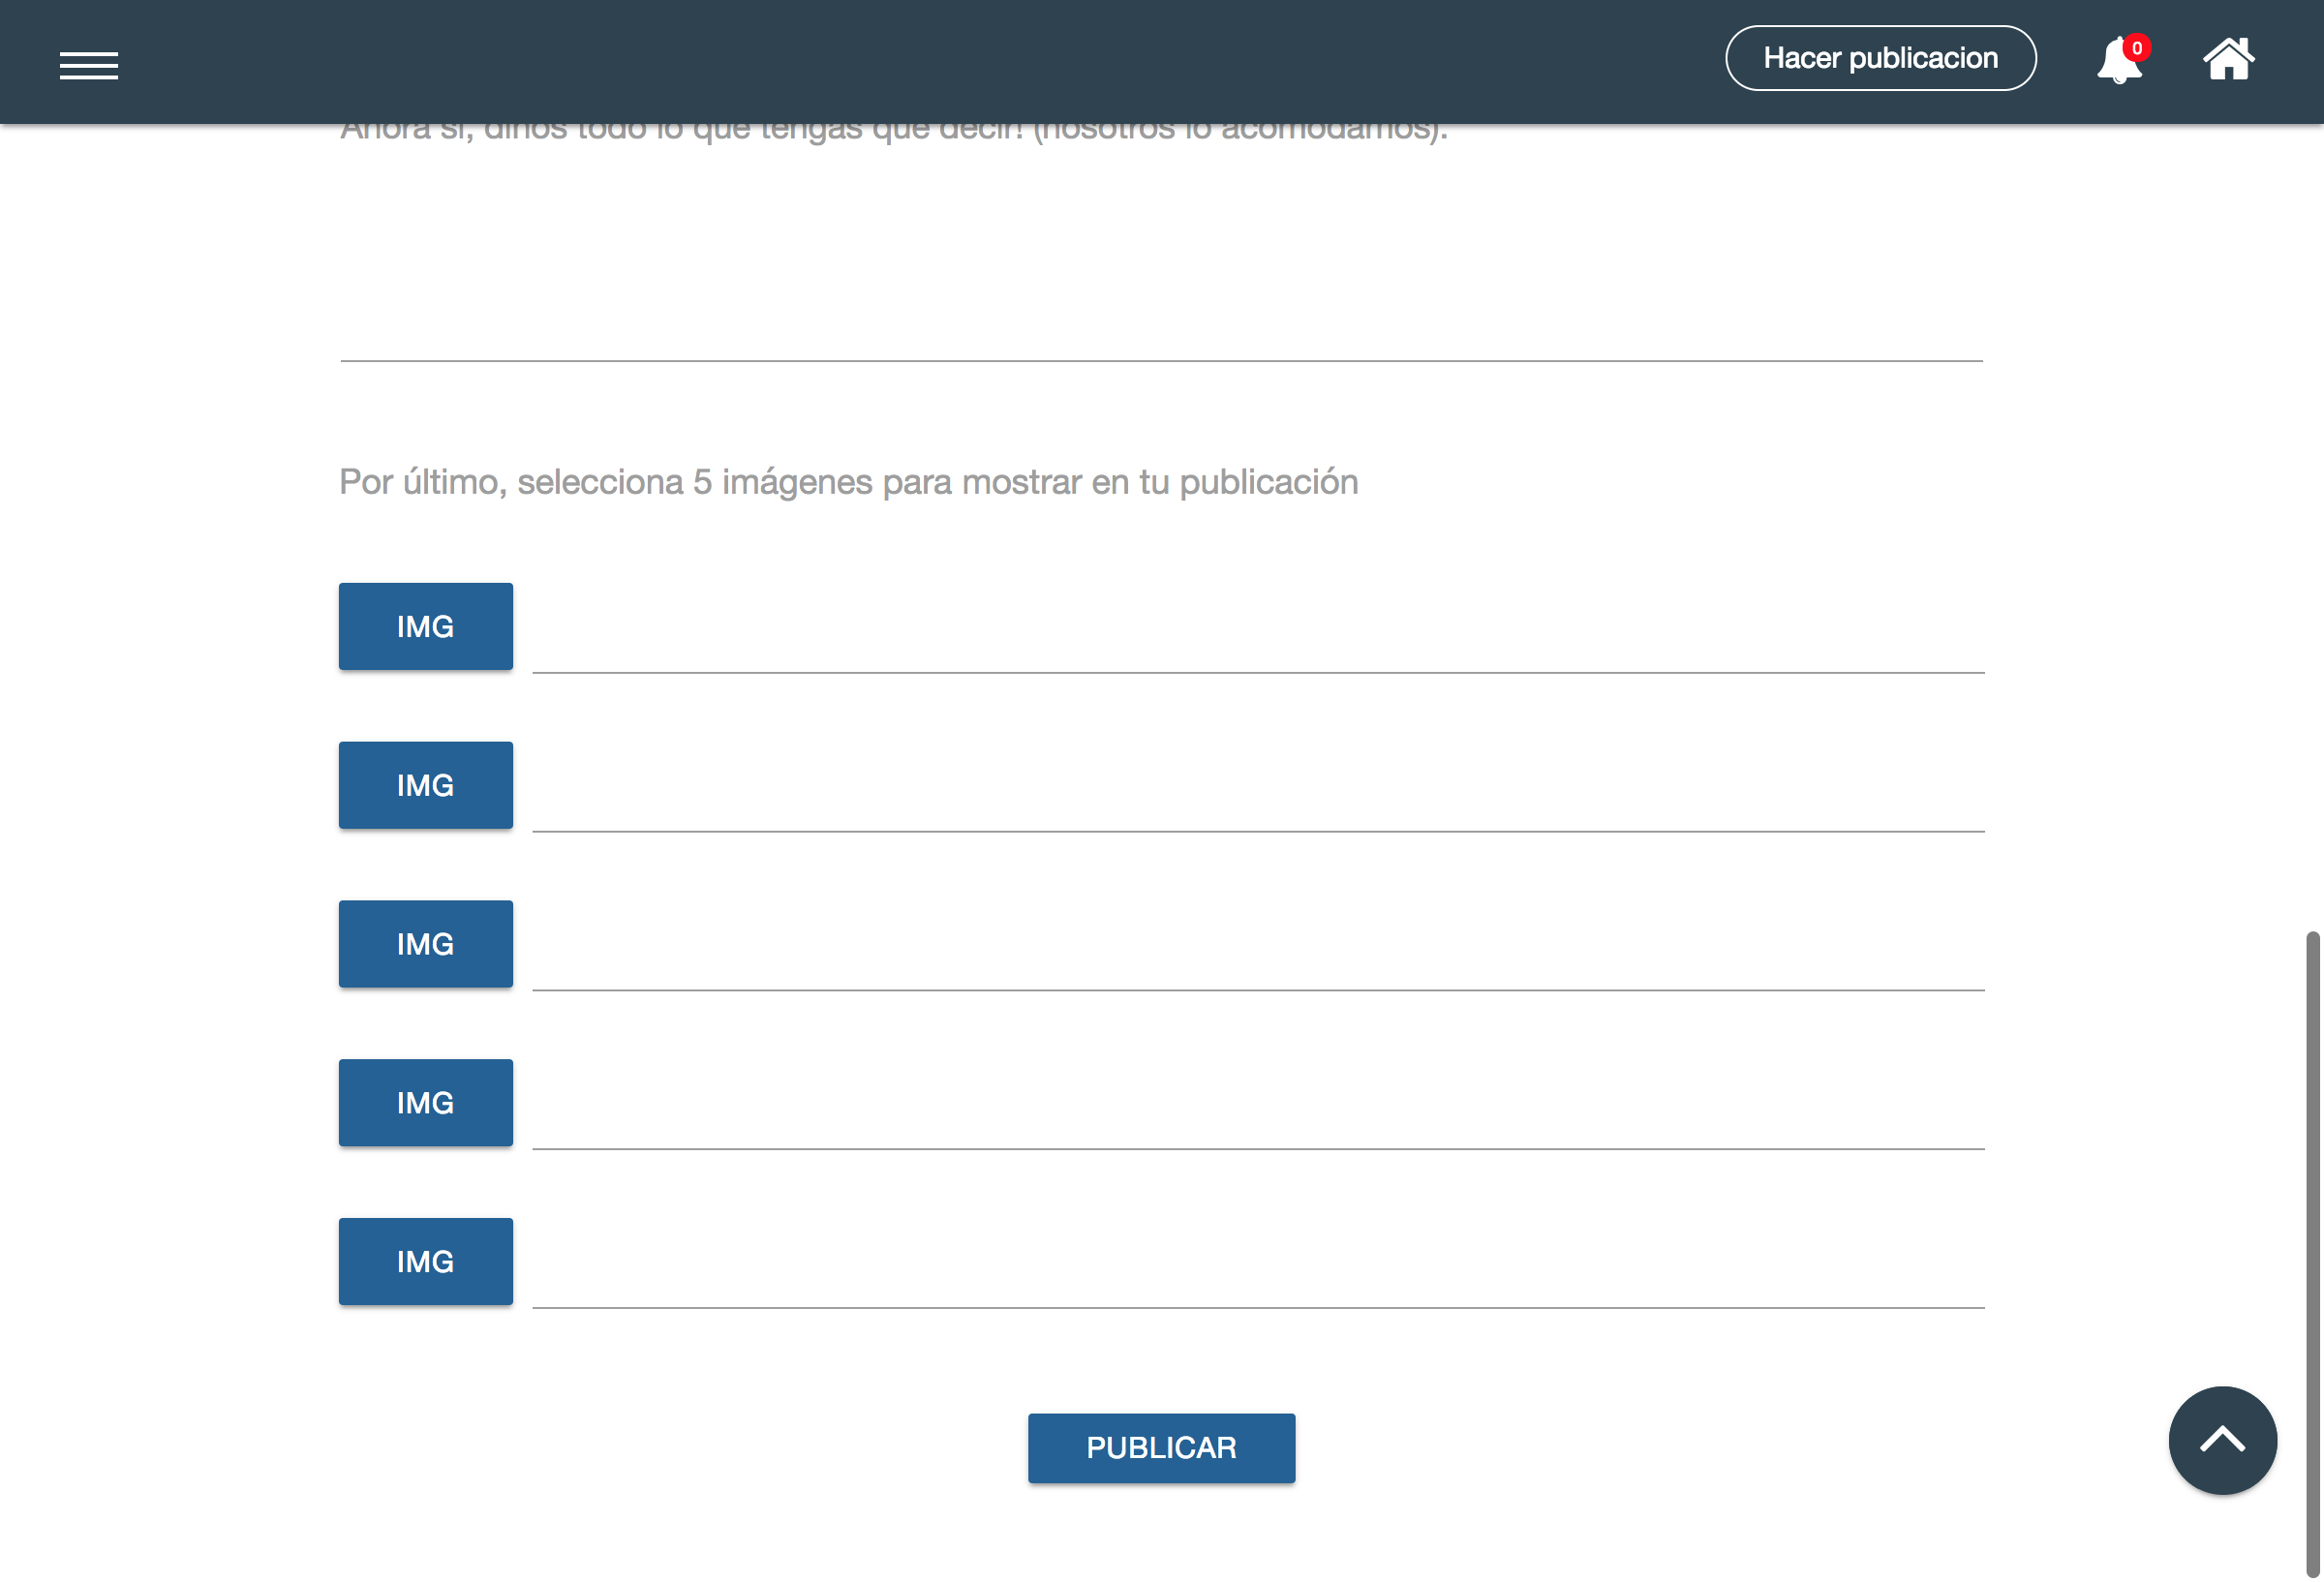 Hacer publicacion
0
Ahora si, dinos todo lo que tengas que decir! (nosotros lo acomodamos).
Por último, selecciona 5 imágenes para mostrar en tu publicación
IMG
IMG
IMG
IMG
IMG
PUBLICAR